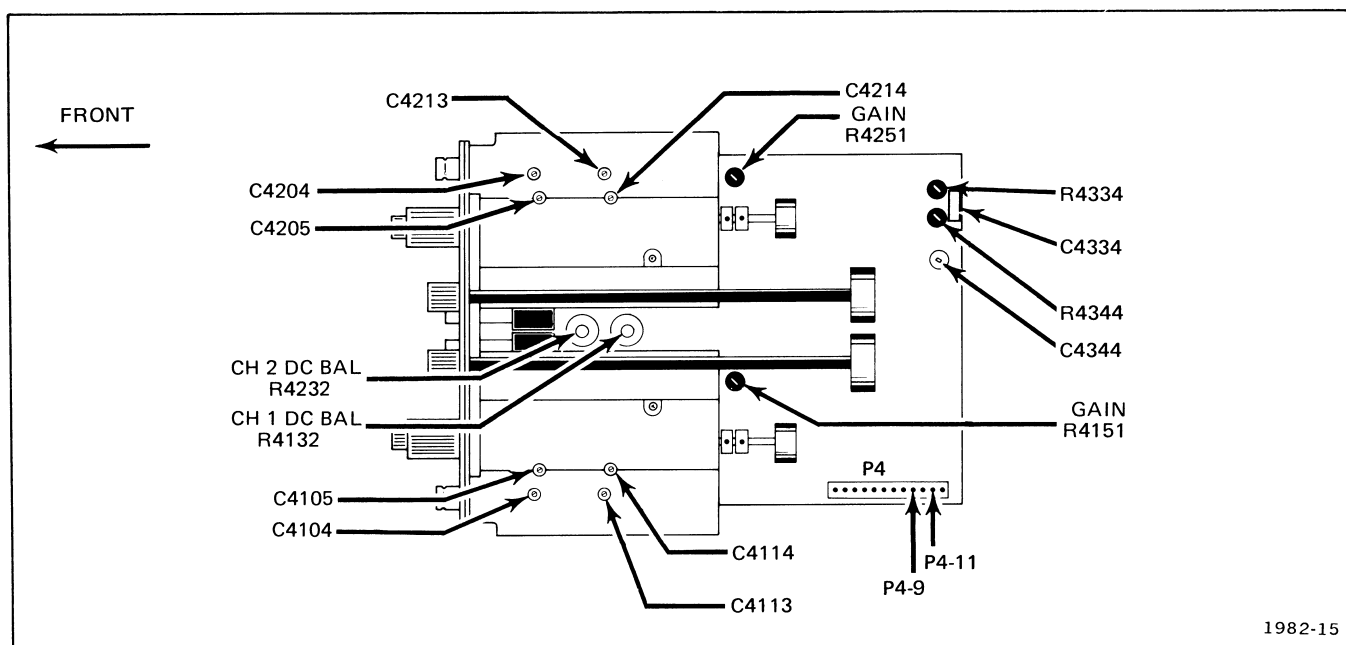 FRONT
C4213
C4214
GAIN
R4251
C4204
C4205
R4334
C4334
R4344
C4344
CH 2 DC BAL
R4232
CH 1 DC BAL
R4132
GAIN
R4151
P4
C4105
C4104
C4114
C4113
P4-11
P4-9
1982-15